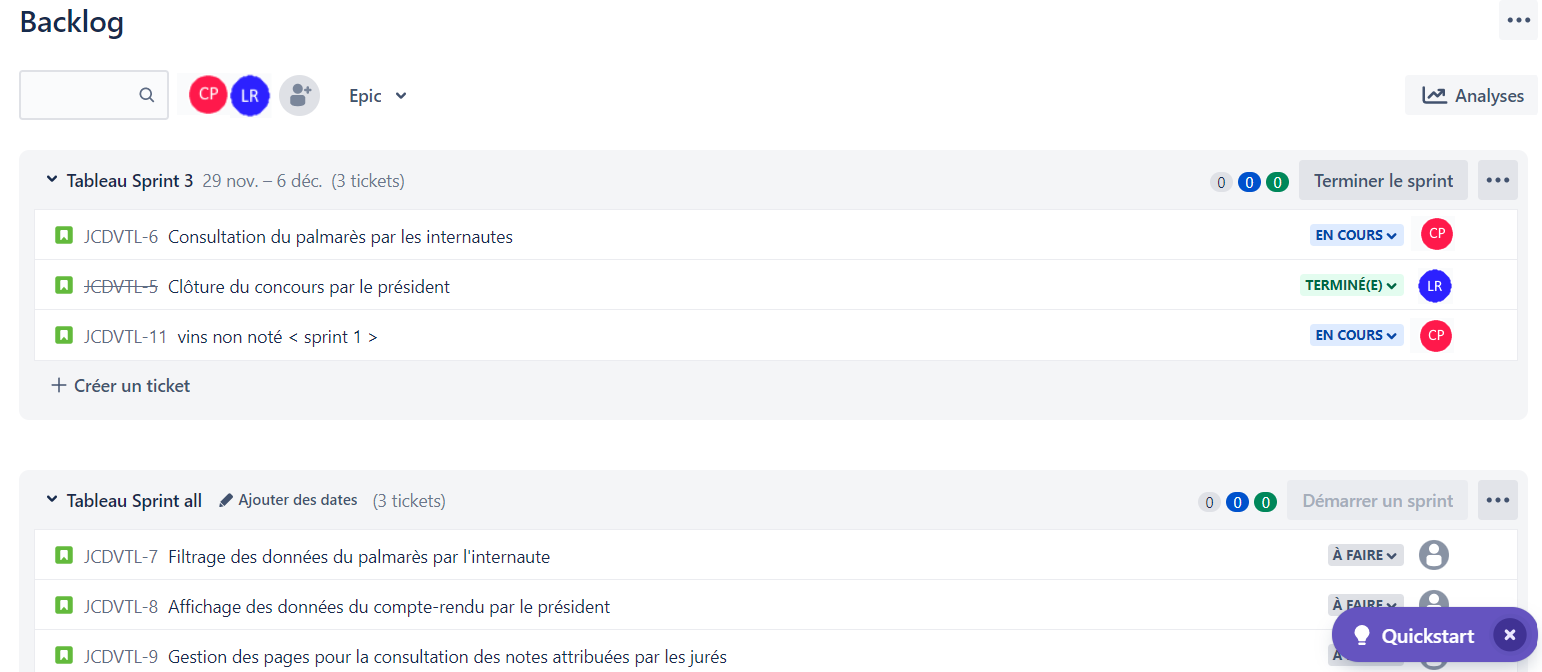 Backlog
CP LR Epic Analyses
Tableau Sprint 3 29 nov. – 6 déc. (3 tickets) 0 0 0 Terminer le sprint
JCDVTL-6 Consultation du palmarès par les internautes EN COURS CP
JCDVTL-5 Clôture du concours par le président TERMINÉ(E) LR
JCDVTL-11 vins non noté < sprint 1 > EN COURS CP
Créer un ticket
Tableau Sprint all Ajouter des dates (3 tickets) 0 0 0 Démarrer un sprint
JCDVTL-7 Filtrage des données du palmarès par l'internaute À FAIRE
JCDVTL-8 Affichage des données du compte-rendu par le président À FAIRE
Quickstart
JCDVTL-9 Gestion des pages pour la consultation des notes attribuées par les jurés